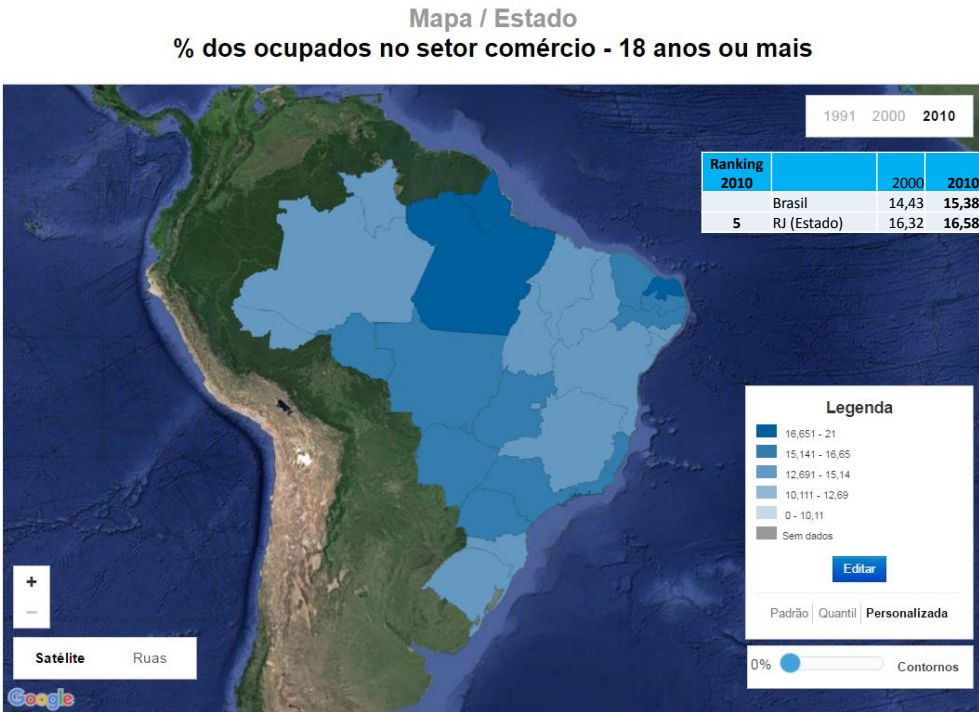 Mapa / Estado
% dos ocupados no setor comércio - 18 anos ou mais
1991 2000 2010
Ranking 2010 2000 2010
Brasil 14,43 15,38
5 RJ (Estado) 16,32 16,58
Legenda
16,651 - 21
15,141 - 16,65
12,691 - 15,14
10,111 - 12,69
0 - 10,11
Sem dados
Editar
Padrão Quantil Personalizada
0% Contornos
+
−
Satélite Ruas
Google